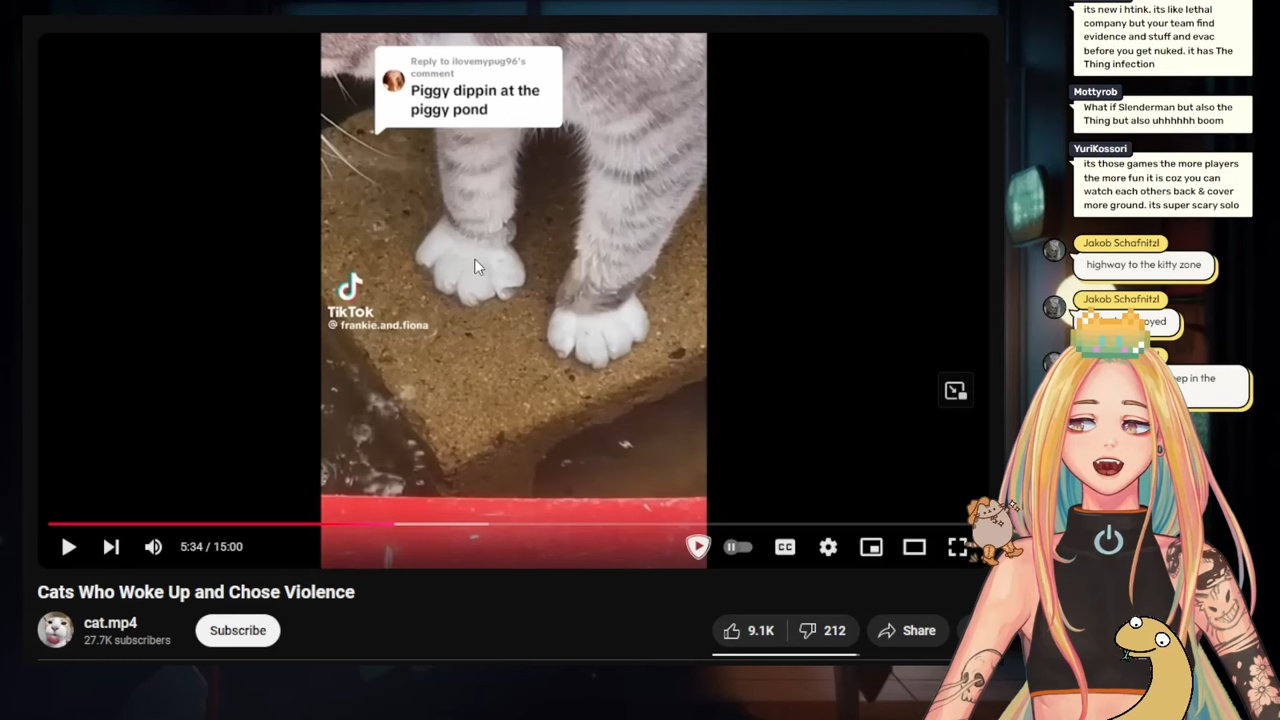 Reply to ilovemypug96's
comment
Piggy dippin at the
piggy pond
TikTok
@ frankie.and.fiona
5:34 / 15:00
CC
Cats Who Woke Up and Chose Violence
cat.mp4
27.7K subscribers
Subscribe
9.1K
212
Share
its new i htink. its like lethal
company but your team find
evidence and stuff and evac
before you get nuked. it has The
Thing infection
Mottyrob
What if Slenderman but also the
Thing but also uhhhhhh boom
YuriKossori
its those games the more players
the more fun it is coz you can
watch each others back & cover
more ground. its super scary solo
Jakob Schafnitzl
highway to the kitty zone
Jakob Schafnitzl
in the